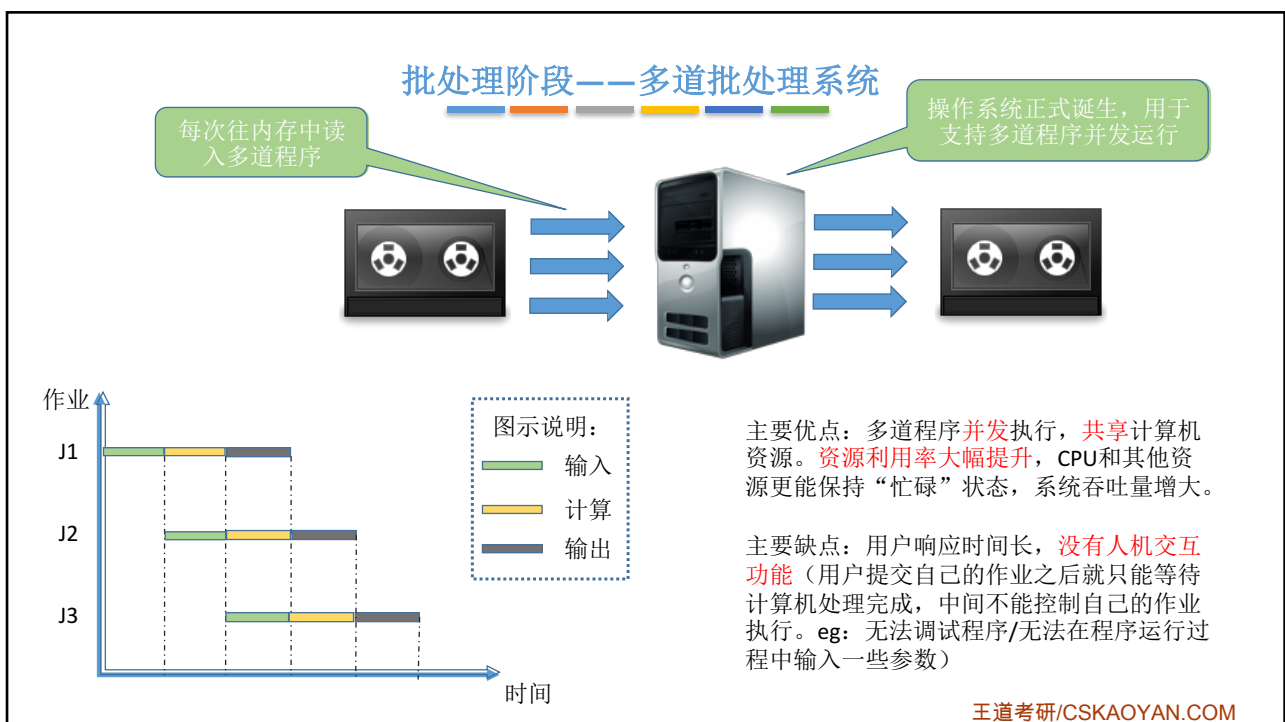 批处理阶段——多道批处理系统
每次往内存中读
入多道程序
操作系统正式诞生，用于
支持多道程序并发运行
作业
J1
J2
J3
时间
图示说明：
输入
计算
输出
主要优点：多道程序并发执行，共享计算机
资源。资源利用率大幅提升，CPU和其他资
源更能保持“忙碌”状态，系统吞吐量增大。
主要缺点：用户响应时间长，没有人机交互
功能（用户提交自己的作业之后就只能等待
计算机处理完成，中间不能控制自己的作业
执行。eg：无法调试程序/无法在程序运行过
程中输入一些参数）
王道考研/CSKAOYAN.COM